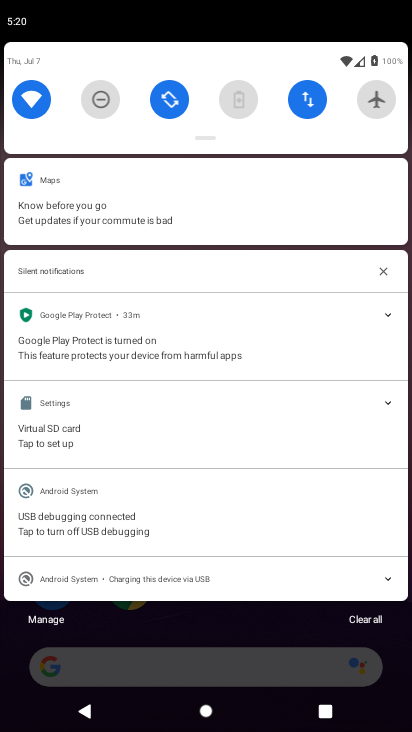 5:20
Thu, Jul 7
100%
Maps
Know before you go
Get updates if your commute is bad
Silent notifications
Google Play Protect • 33m
Google Play Protect is turned on
This feature protects your device from harmful apps
Settings
Virtual SD card
Tap to set up
Android System
USB debugging connected
Tap to turn off USB debugging
Android System • Charging this device via USB
Manage
Clear all